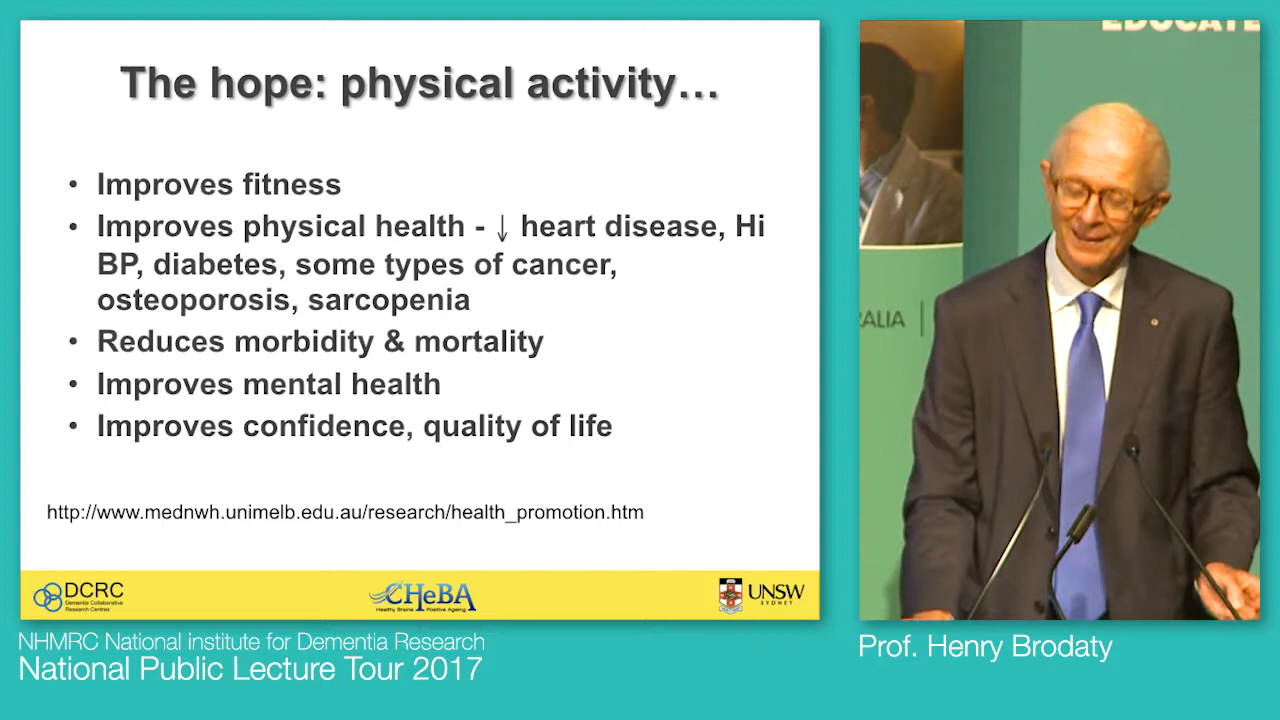 The hope: physical activity…
• Improves fitness
• Improves physical health - ↓ heart disease, Hi
BP, diabetes, some types of cancer,
osteoporosis, sarcopenia
• Reduces morbidity & mortality
• Improves mental health
• Improves confidence, quality of life
http://www.mednwh.unimelb.edu.au/research/health_promotion.htm
DCRC
Dementia Collaborative
Research Centres
CHeBA
Healthy Brains Positive Ageing
UNSW
SYDNEY
NHMRC National institute for Dementia Research
National Public Lecture Tour 2017
EDUCATE
RALIA
Prof. Henry Brodaty